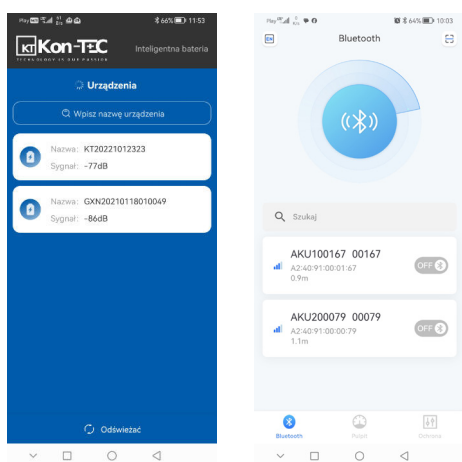 Play
66% 11:53
KT Kon-TEC
TECHNOLOGY IS OUR PASSION
Inteligentna bateria
Urządzenia
Wpisz nazwę urządzenia
Nazwa: KT20221012323
Sygnał: -77dB
Nazwa: GXN20210118010049
Sygnał: -86dB
Odświeżać
Play
64% 10:03
Bluetooth
Szukaj
AKU100167 00167
A2:40:91:00:01:67
0.9m
OFF
AKU200079 00079
A2:40:91:00:00:79
1.1m
OFF
Bluetooth
Pulpit
Ochrona